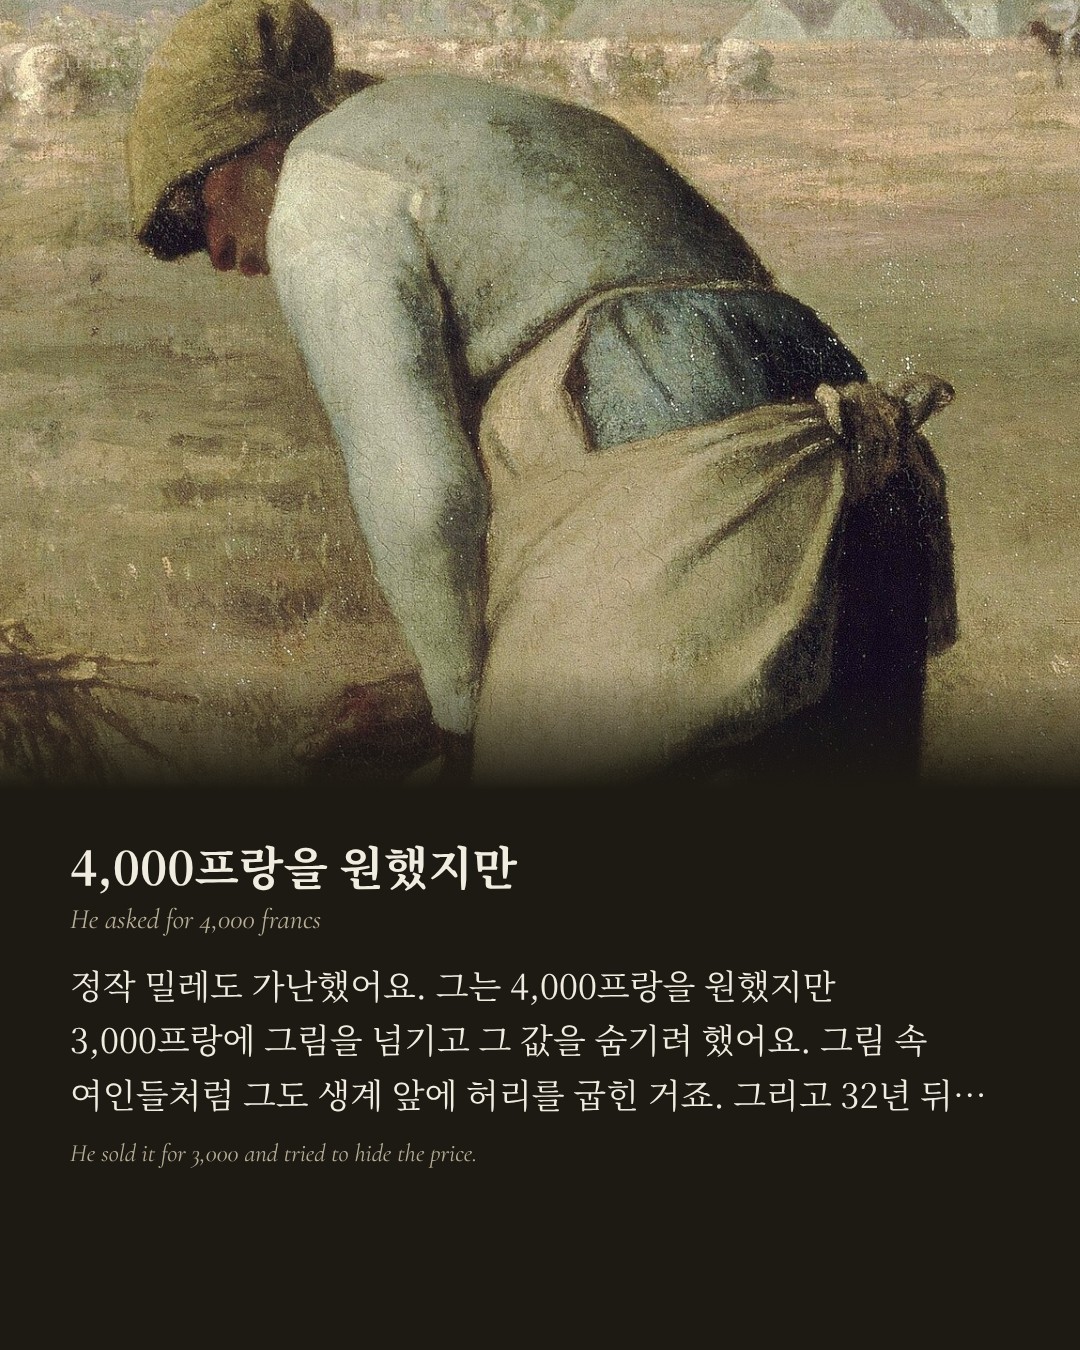 4,000프랑을 원했지만
He asked for 4,000 francs
정작 밀레도 가난했어요. 그는 4,000프랑을 원했지만
3,000프랑에 그림을 넘기고 그 값을 숨기려 했어요. 그림 속
여인들처럼 그도 생계 앞에 허리를 굽힌 거죠. 그리고 32년 뒤…
He sold it for 3,000 and tried to hide the price.